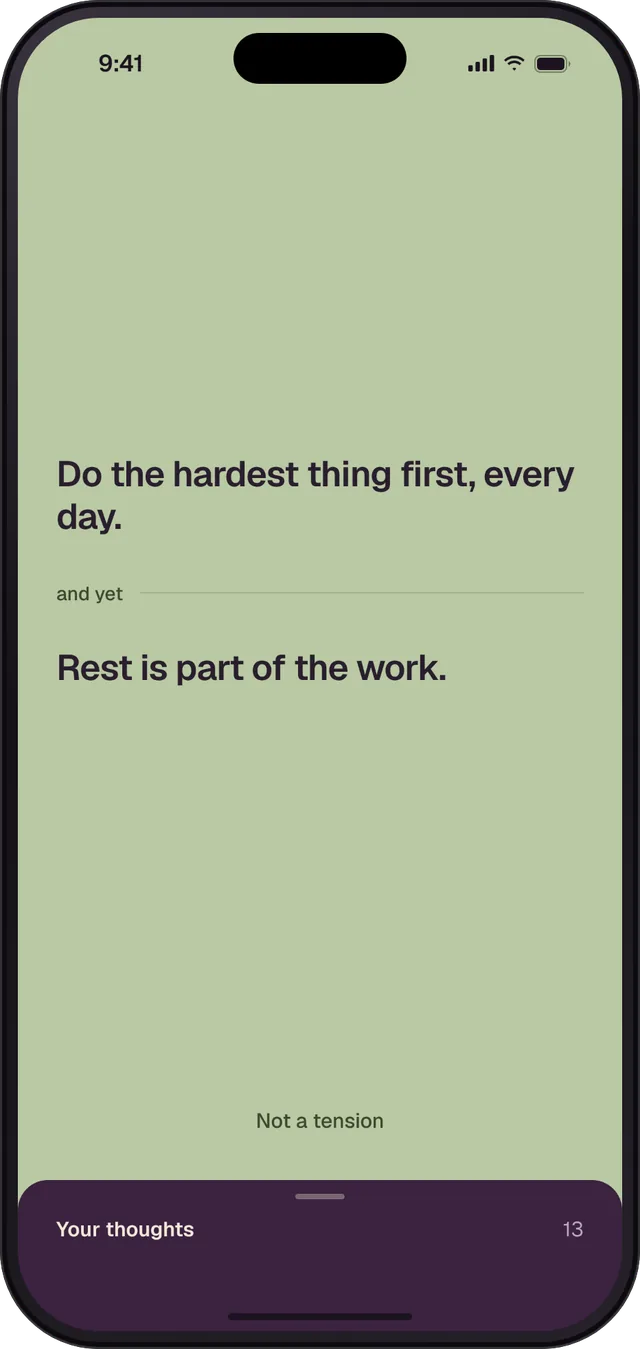 9:41
Do the hardest thing first, every
day.
and yet
Rest is part of the work.
Not a tension
Your thoughts
13